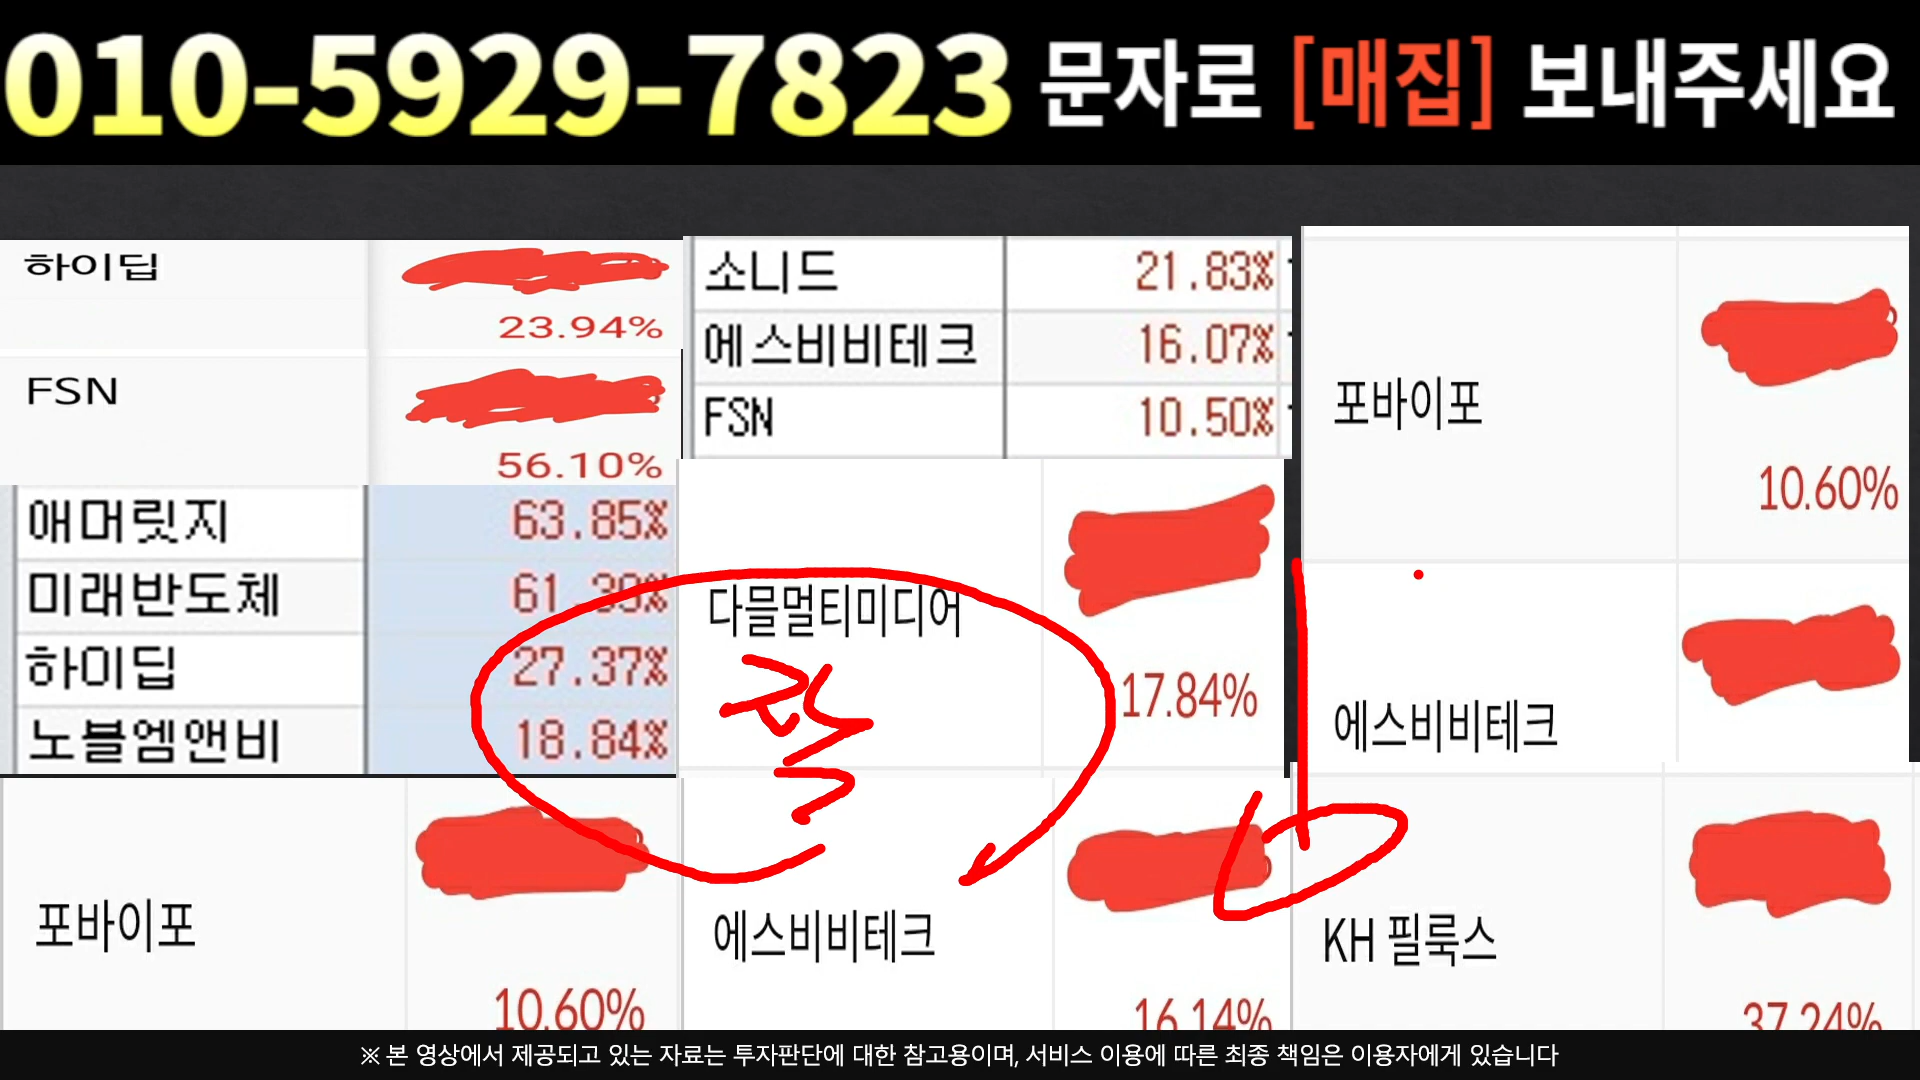 010-5929-7823 문자로 [매집] 보내주세요
하이딥
23.94%
FSN
56.10%
애머릿지 63.85%
미래반도체 61.39%
하이딥 27.37%
노블엠앤비 18.84%
소니드 21.83%
에스비비테크 16.07%
FSN 10.50%
다믈멀티미디어
17.84%
포바이포
10.60%
에스비비테크
포바이포
10.60%
에스비비테크
16.14%
KH 필룩스
37.24%
※ 본 영상에서 제공되고 있는 자료는 투자판단에 대한 참고용이며, 서비스 이용에 따른 최종 책임은 이용자에게 있습니다